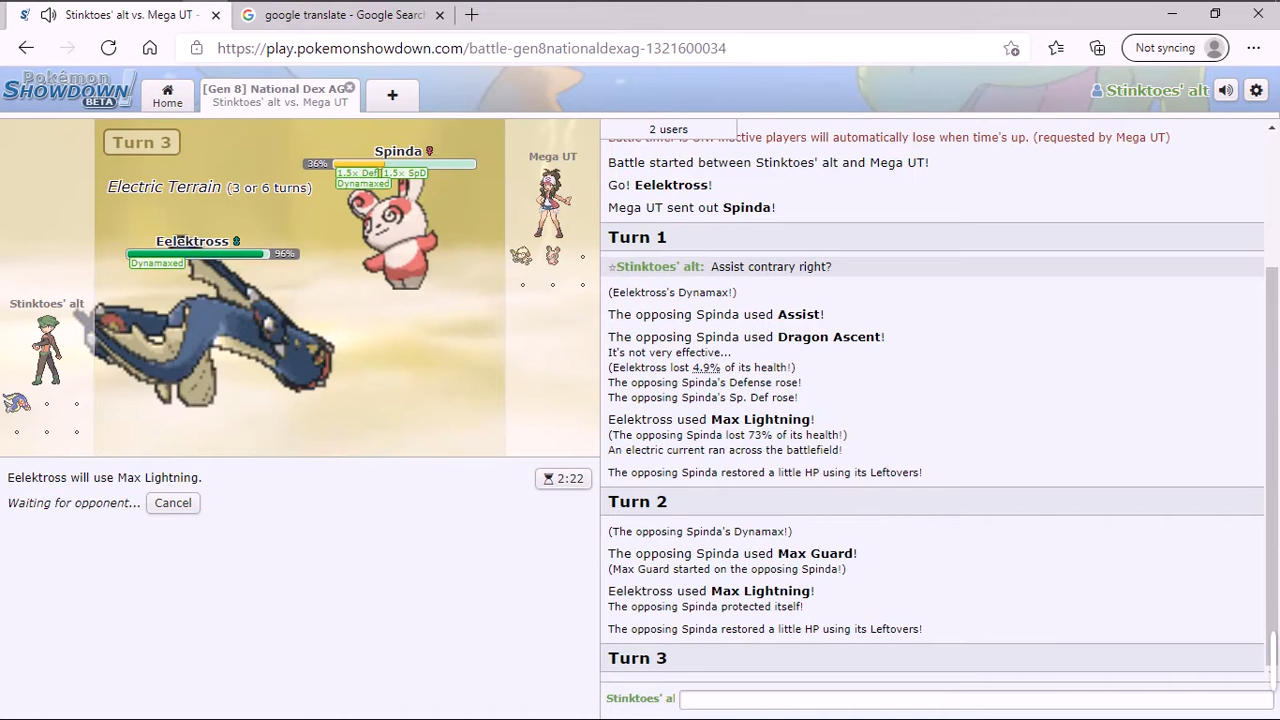 Stinktoes' alt vs. Mega UT -
google translate - Google Search
https://play.pokemonshowdown.com/battle-gen8nationaldexag-1321600034
Not syncing
Pokémon
SHOWDOWN!
BETA
Home
[Gen 8] National Dex AG
Stinktoes' alt vs. Mega UT
Stinktoes' alt
Turn 3
Electric Terrain (3 or 6 turns)
Spinda
36%
1.5× Def 1.5× SpD
Dynamaxed
Mega UT
Eelektross
96%
Dynamaxed
Stinktoes' alt
Eelektross will use Max Lightning.
2:22
Waiting for opponent... Cancel
2 users
inactive players will automatically lose when time's up. (requested by Mega UT)
Battle started between Stinktoes' alt and Mega UT!
Go! Eelektross!
Mega UT sent out Spinda!
Turn 1
☆Stinktoes' alt: Assist contrary right?
(Eelektross's Dynamax!)
The opposing Spinda used Assist!
The opposing Spinda used Dragon Ascent!
It's not very effective...
(Eelektross lost 4.9% of its health!)
The opposing Spinda's Defense rose!
The opposing Spinda's Sp. Def rose!
Eelektross used Max Lightning!
(The opposing Spinda lost 73% of its health!)
An electric current ran across the battlefield!
The opposing Spinda restored a little HP using its Leftovers!
Turn 2
(The opposing Spinda's Dynamax!)
The opposing Spinda used Max Guard!
(Max Guard started on the opposing Spinda!)
Eelektross used Max Lightning!
The opposing Spinda protected itself!
The opposing Spinda restored a little HP using its Leftovers!
Turn 3
Stinktoes' al